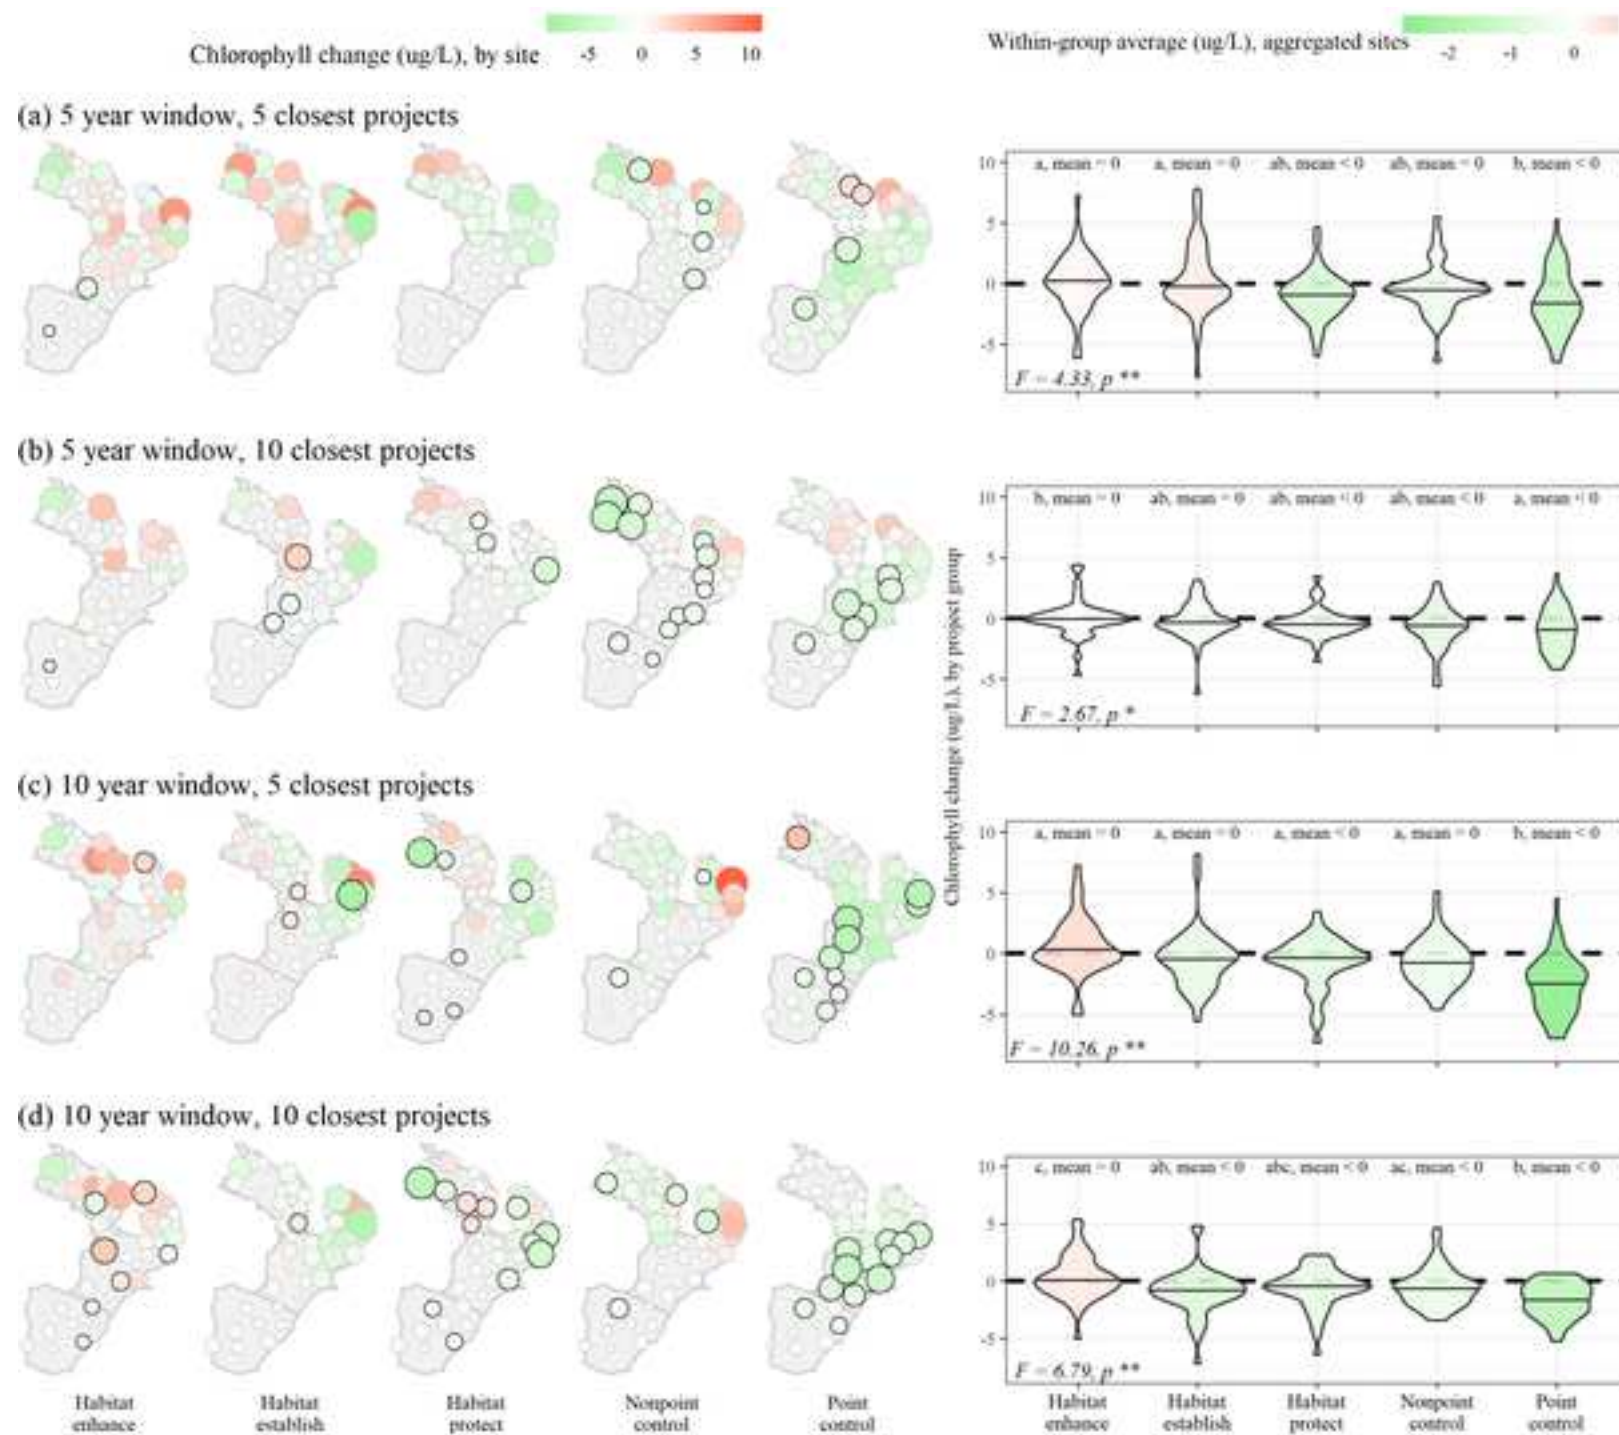 Chlorophyll change (ug/L), by site
-5 0 5 10
Within-group average (ug/L), aggregated sites
-2 -1 0
(a) 5 year window, 5 closest projects
10
5
0
-5
a, mean = 0 a, mean = 0 ab, mean < 0 ab, mean = 0 b, mean < 0
F = 4.33, p **
(b) 5 year window, 10 closest projects
10
5
0
-5
b, mean = 0 ab, mean = 0 ab, mean < 0 ab, mean < 0 a, mean < 0
F = 2.67, p *
Chlorophyll change (ug/L), by project group
(c) 10 year window, 5 closest projects
10
5
0
-5
a, mean = 0 a, mean = 0 a, mean < 0 a, mean = 0 b, mean < 0
F = 10.26, p **
(d) 10 year window, 10 closest projects
10
5
0
-5
c, mean = 0 ab, mean < 0 abc, mean < 0 ac, mean < 0 b, mean < 0
F = 6.79, p **
Habitat Habitat Habitat Nonpoint Point
enhance establish protect control control
Habitat Habitat Habitat Nonpoint Point
enhance establish protect control control